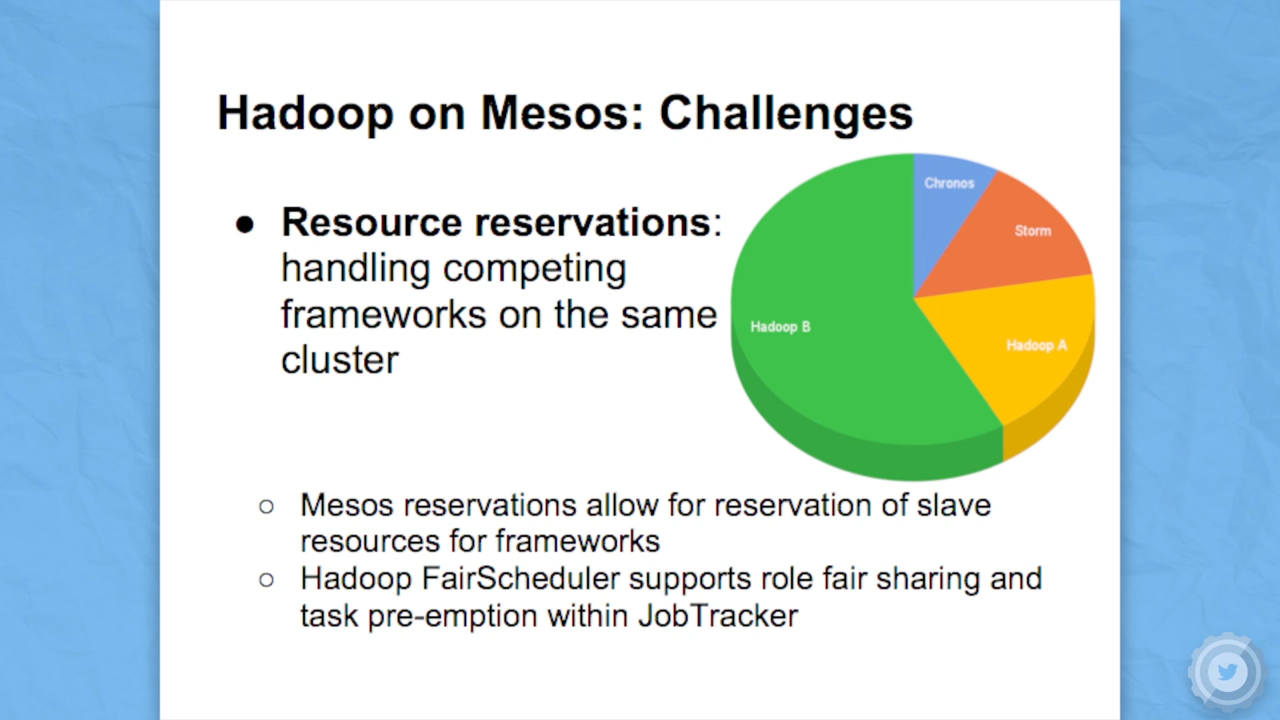 Hadoop on Mesos: Challenges
● Resource reservations:
handling competing
frameworks on the same
cluster
Chronos
Storm
Hadoop B
Hadoop A
○ Mesos reservations allow for reservation of slave
resources for frameworks
○ Hadoop FairScheduler supports role fair sharing and
task pre-emption within JobTracker